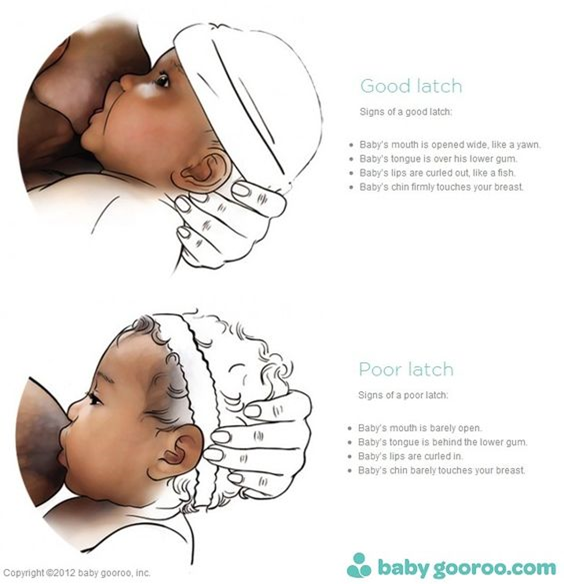 Good latch
Signs of a good latch:
Baby's mouth is opened wide, like a yawn.
Baby's tongue is over his lower gum.
Baby's lips are curled out, like a fish.
Baby's chin firmly touches your breast.
Poor latch
Signs of a poor latch:
Baby's mouth is barely open.
Baby's tongue is behind the lower gum.
Baby's lips are curled in.
Baby's chin barely touches your breast.
Copyright ©2012 baby gooroo, inc.
baby gooroo.com